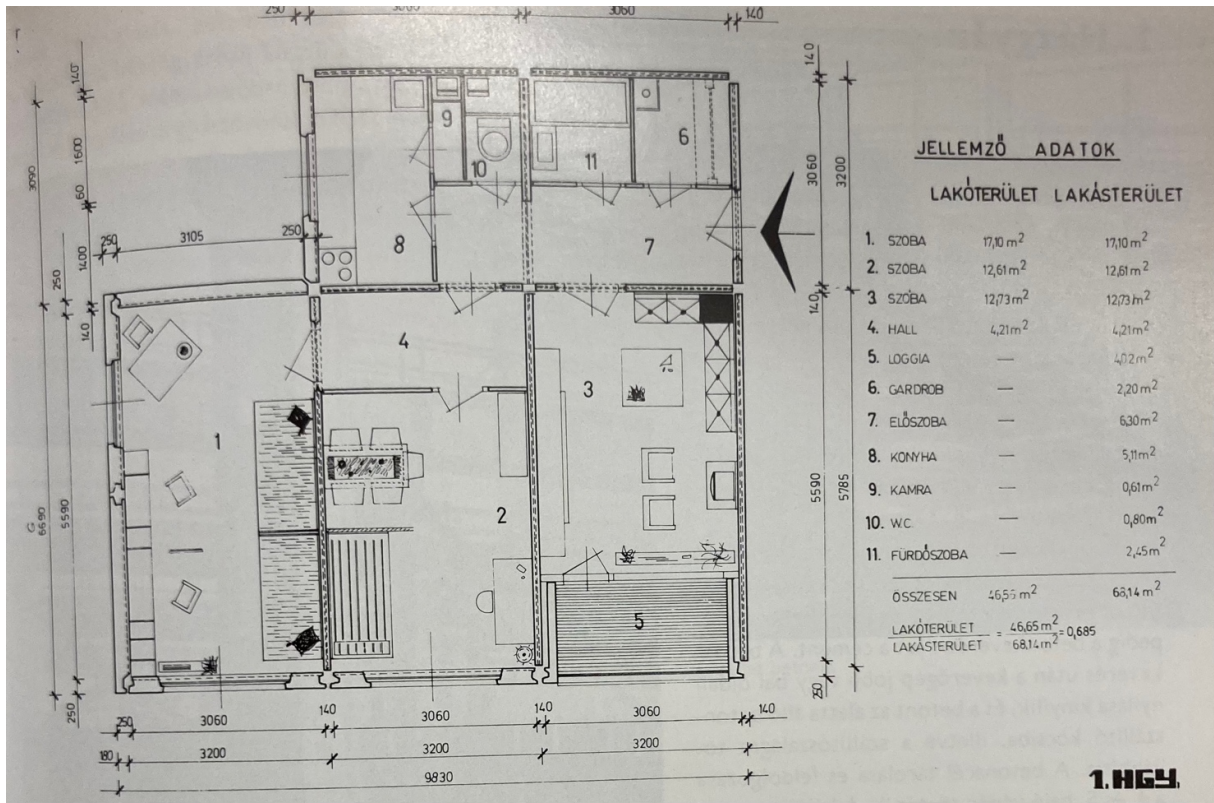 250 3060 3060 140
JELLEMZŐ ADATOK
LAKÓTERÜLET LAKÁSTERÜLET
1. SZOBA 17,10 m² 17,10 m²
2. SZOBA 12,61 m² 12,61 m²
3. SZOBA 12,73 m² 12,73 m²
4. HALL 4,21 m² 4,21 m²
5. LOGGIA — 4,02 m²
6. GARDROB — 2,20 m²
7. ELŐSZOBA — 6,30 m²
8. KONYHA — 5,11 m²
9. KAMRA — 0,61 m²
10. W.C. — 0,80 m²
11. FÜRDŐSZOBA — 2,45 m²
ÖSSZESEN 46,65 m² 68,14 m²
LAKÓTERÜLET / LAKÁSTERÜLET = 46,65 m² / 68,14 m² = 0,685
140
1600
60
1400
3090
250
140
G 6690
5590
250
250 3105 250
9
10
11
6
8
7
4
3
1
2
5
140
3060
3200
140
5590
5785
250
250 3060 140 3060 140 3060 140
180 3200 3200 3200
9830
1. HGY.